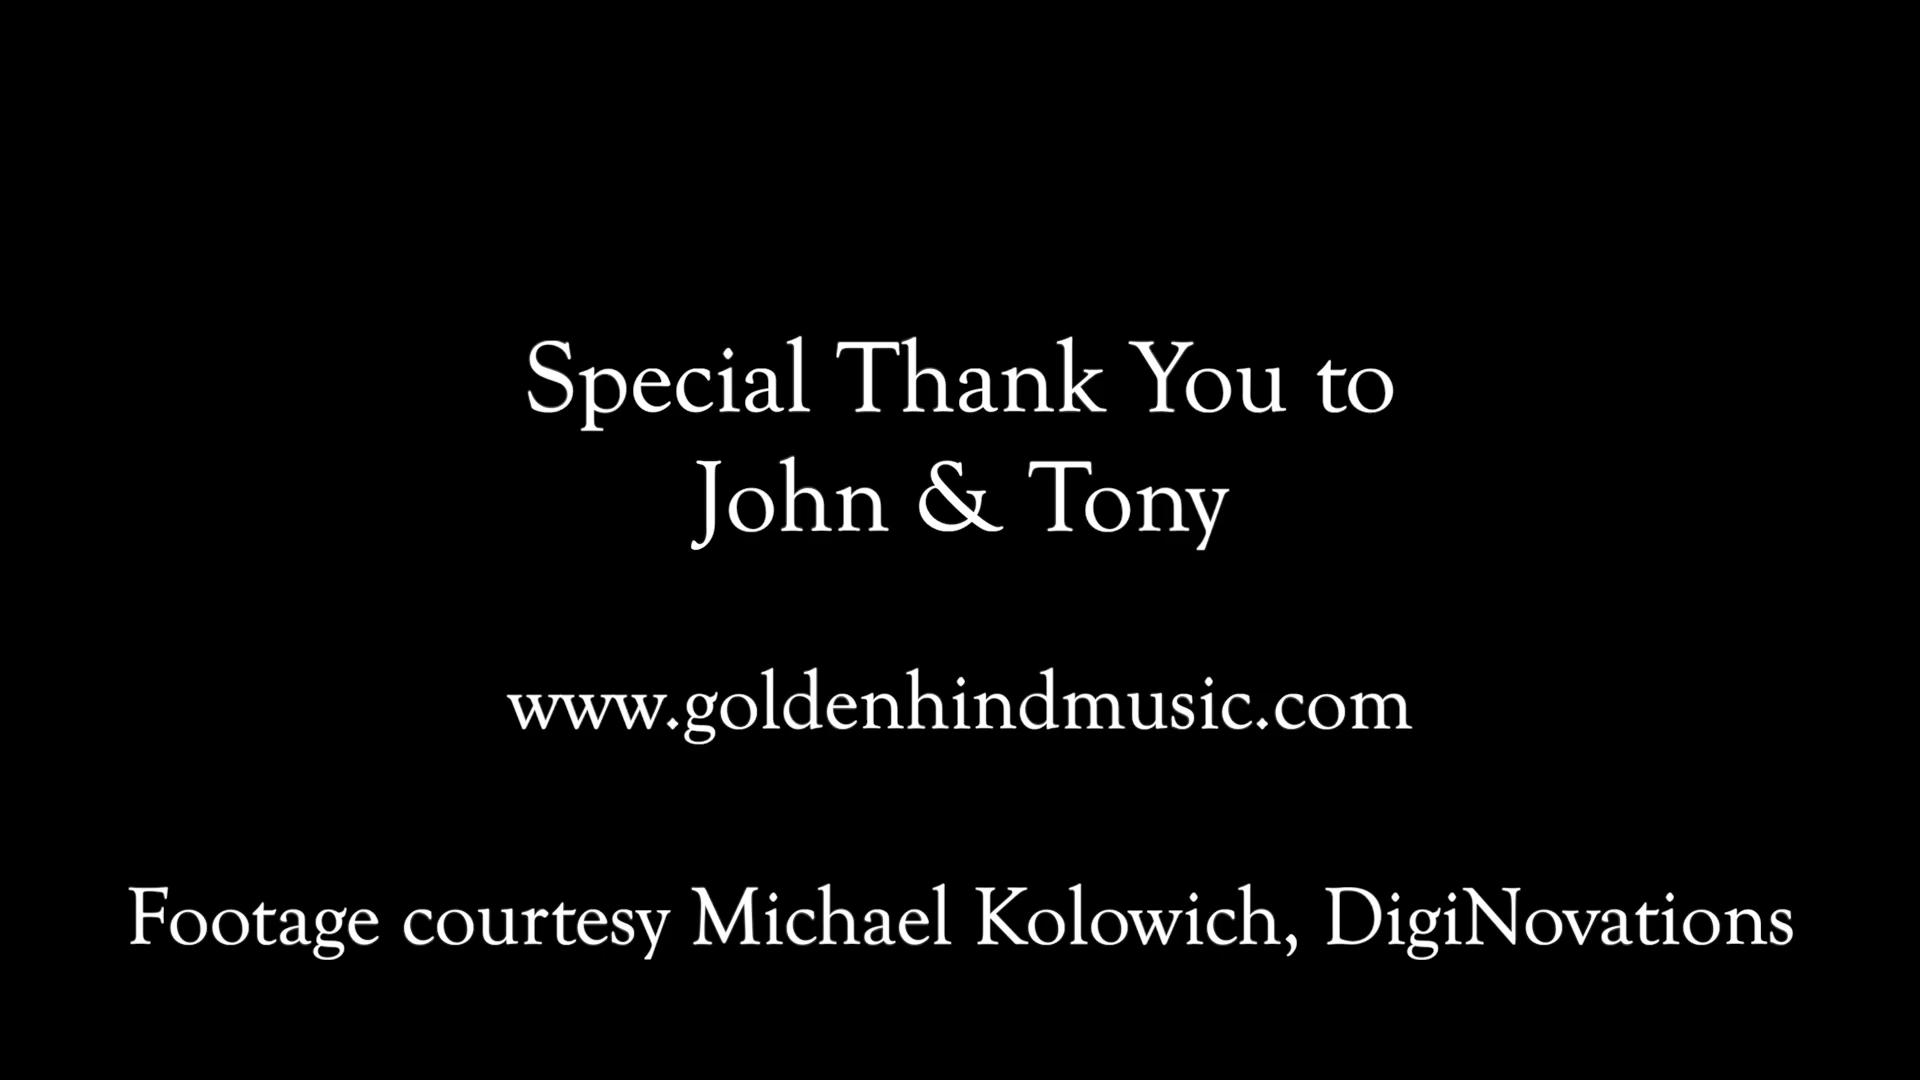 Special Thank You to
John & Tony
www.goldenhindmusic.com
Footage courtesy Michael Kolowich, DigiNovations